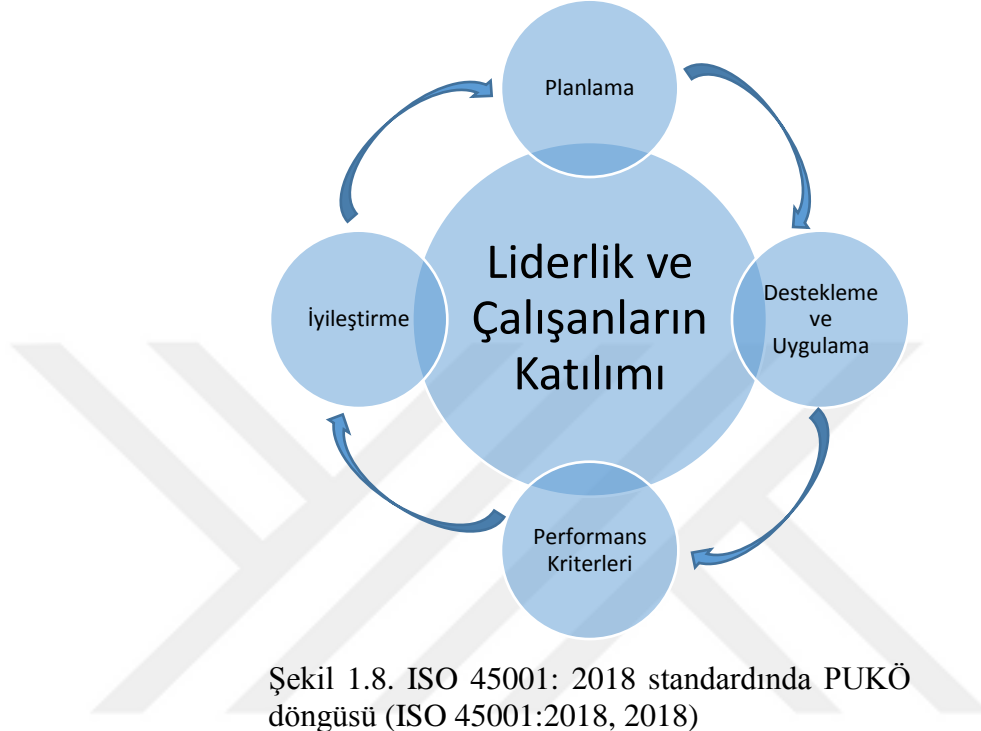 Planlama
Liderlik ve
Çalışanların
Katılımı
Destekleme
ve
Uygulama
Performans
Kriterleri
İyileştirme
Şekil 1.8. ISO 45001: 2018 standardında PUKÖ
döngüsü (ISO 45001:2018, 2018)